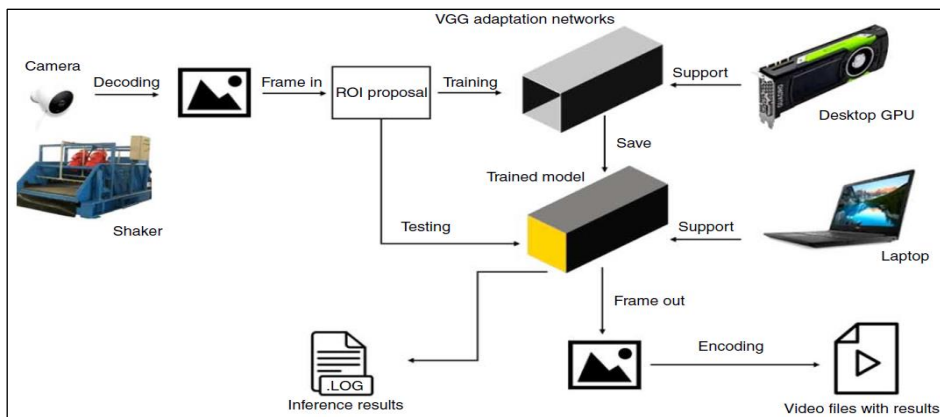 VGG adaptation networks
Camera
Decoding
Frame in
ROI proposal
Training
Support
Desktop GPU
Save
Trained model
Shaker
Testing
Support
Laptop
Frame out
Encoding
.LOG
Inference results
Video files with results